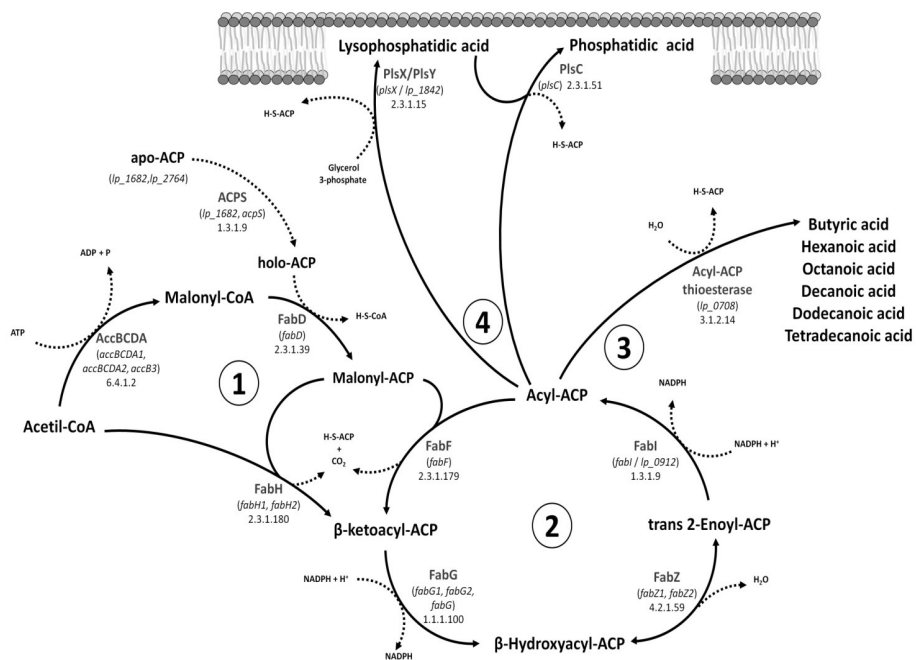 Lysophosphatidic acid
Phosphatidic acid
PlsX/PlsY
(plsX / lp_1842)
2.3.1.15
PlsC
(plsC) 2.3.1.51
H-S-ACP
H-S-ACP
Glycerol
3-phosphate
apo-ACP
(lp_1682,lp_2764)
ACPS
(lp_1682, acpS)
1.3.1.9
holo-ACP
ADP + P
ATP
Malonyl-CoA
AccBCDA
(accBCDA1,
accBCDA2, accB3)
6.4.1.2
FabD
(fabD)
2.3.1.39
H-S-CoA
1
Acetil-CoA
Malonyl-ACP
H-S-ACP
+
CO2
FabH
(fabH1, fabH2)
2.3.1.180
FabF
(fabF)
2.3.1.179
4
3
H2O
H-S-ACP
Acyl-ACP
thioesterase
(lp_0708)
3.1.2.14
Butyric acid
Hexanoic acid
Octanoic acid
Decanoic acid
Dodecanoic acid
Tetradecanoic acid
Acyl-ACP
NADPH
NADPH + H+
FabI
(fabI / lp_0912)
1.3.1.9
2
β-ketoacyl-ACP
trans 2-Enoyl-ACP
NADPH + H+
NADPH
FabG
(fabG1, fabG2,
fabG)
1.1.1.100
FabZ
(fabZ1, fabZ2)
4.2.1.59
H2O
β-Hydroxyacyl-ACP